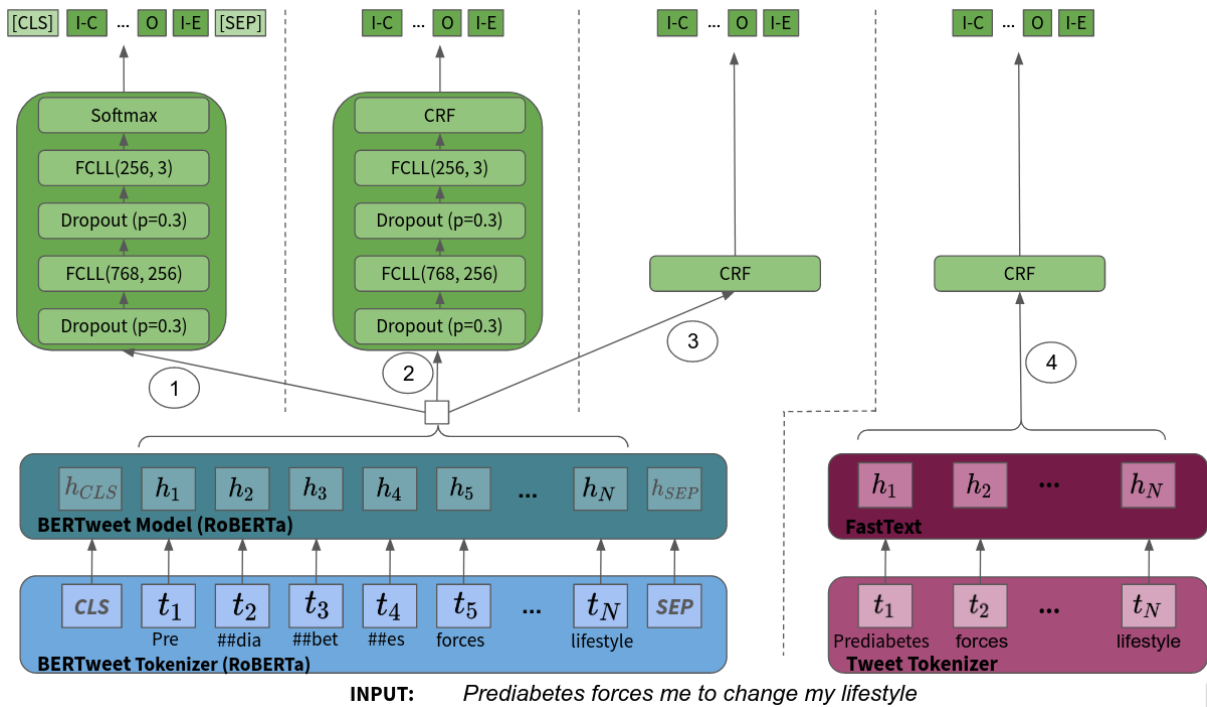 [CLS] I-C ... O I-E [SEP] I-C ... O I-E I-C ... O I-E I-C ... O I-E
Softmax CRF
FCLL(256, 3) FCLL(256, 3)
Dropout (p=0.3) Dropout (p=0.3)
FCLL(768, 256) FCLL(768, 256) CRF CRF
Dropout (p=0.3) Dropout (p=0.3)
1 2 3 4
h_CLS h_1 h_2 h_3 h_4 h_5 ... h_N h_SEP h_1 h_2 ... h_N
BERTweet Model (RoBERTa) FastText
CLS t_1 t_2 t_3 t_4 t_5 ... t_N SEP t_1 t_2 ... t_N
Pre ##dia ##bet ##es forces lifestyle Prediabetes forces lifestyle
BERTweet Tokenizer (RoBERTa) Tweet Tokenizer
INPUT: Prediabetes forces me to change my lifestyle